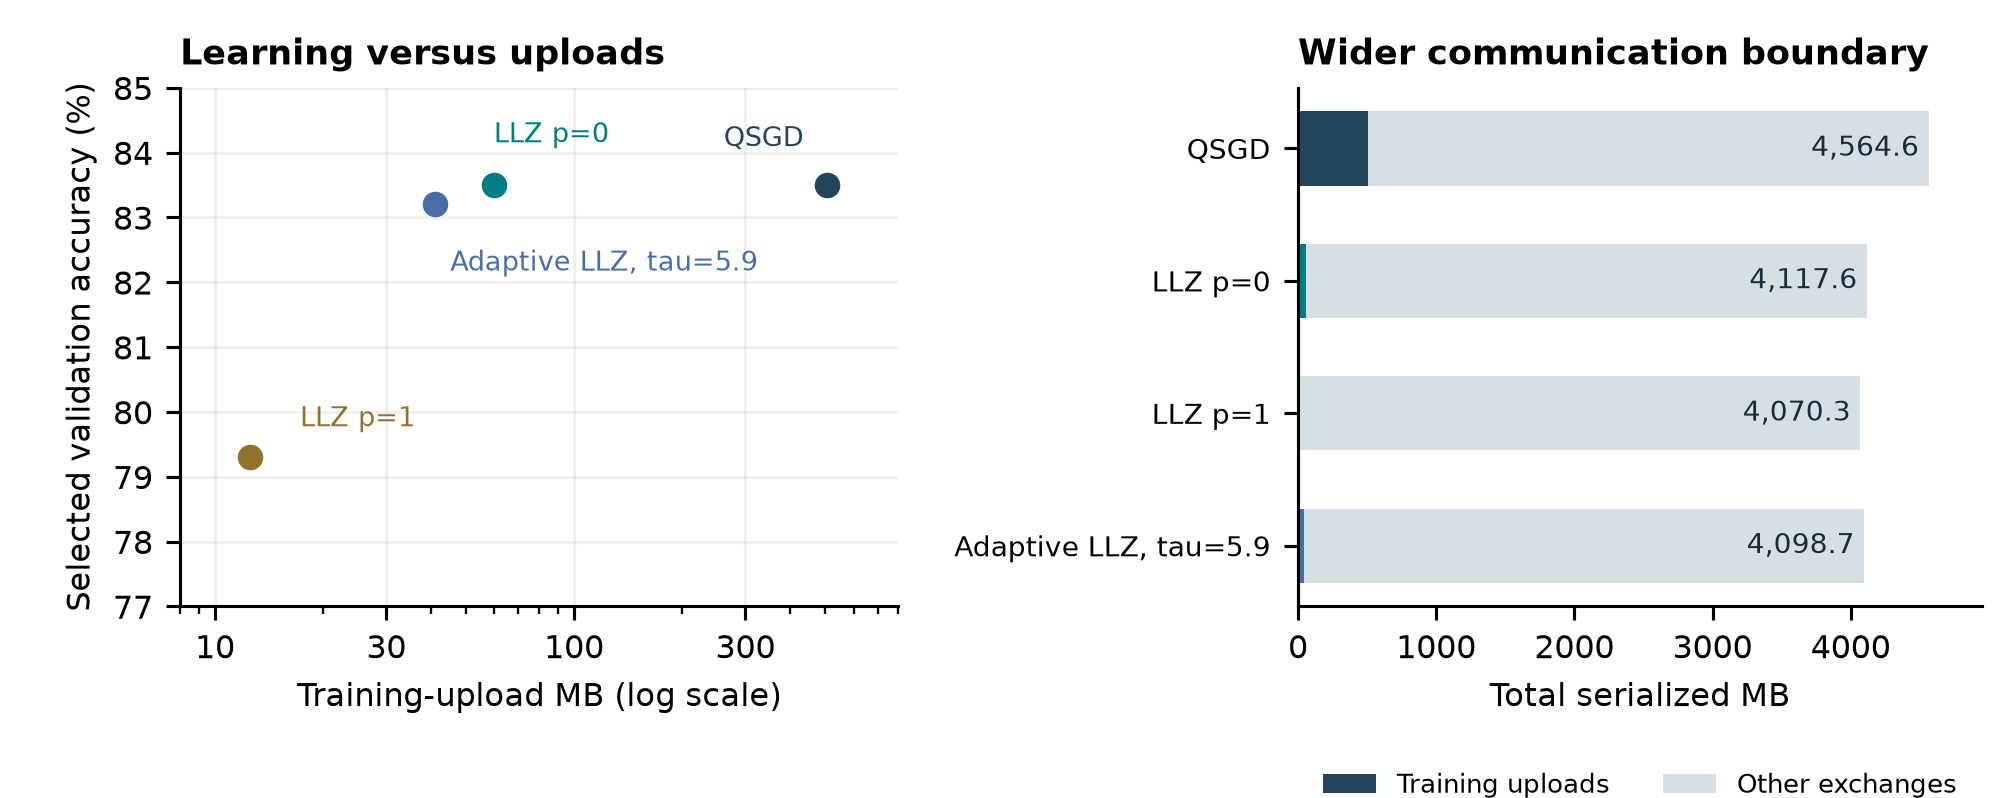 Learning versus uploads
Selected validation accuracy (%)
85
84
83
82
81
80
79
78
77
LLZ p=0
QSGD
Adaptive LLZ, tau=5.9
LLZ p=1
10 30 100 300
Training-upload MB (log scale)
Wider communication boundary
QSGD 4,564.6
LLZ p=0 4,117.6
LLZ p=1 4,070.3
Adaptive LLZ, tau=5.9 4,098.7
0 1000 2000 3000 4000
Total serialized MB
Training uploads Other exchanges